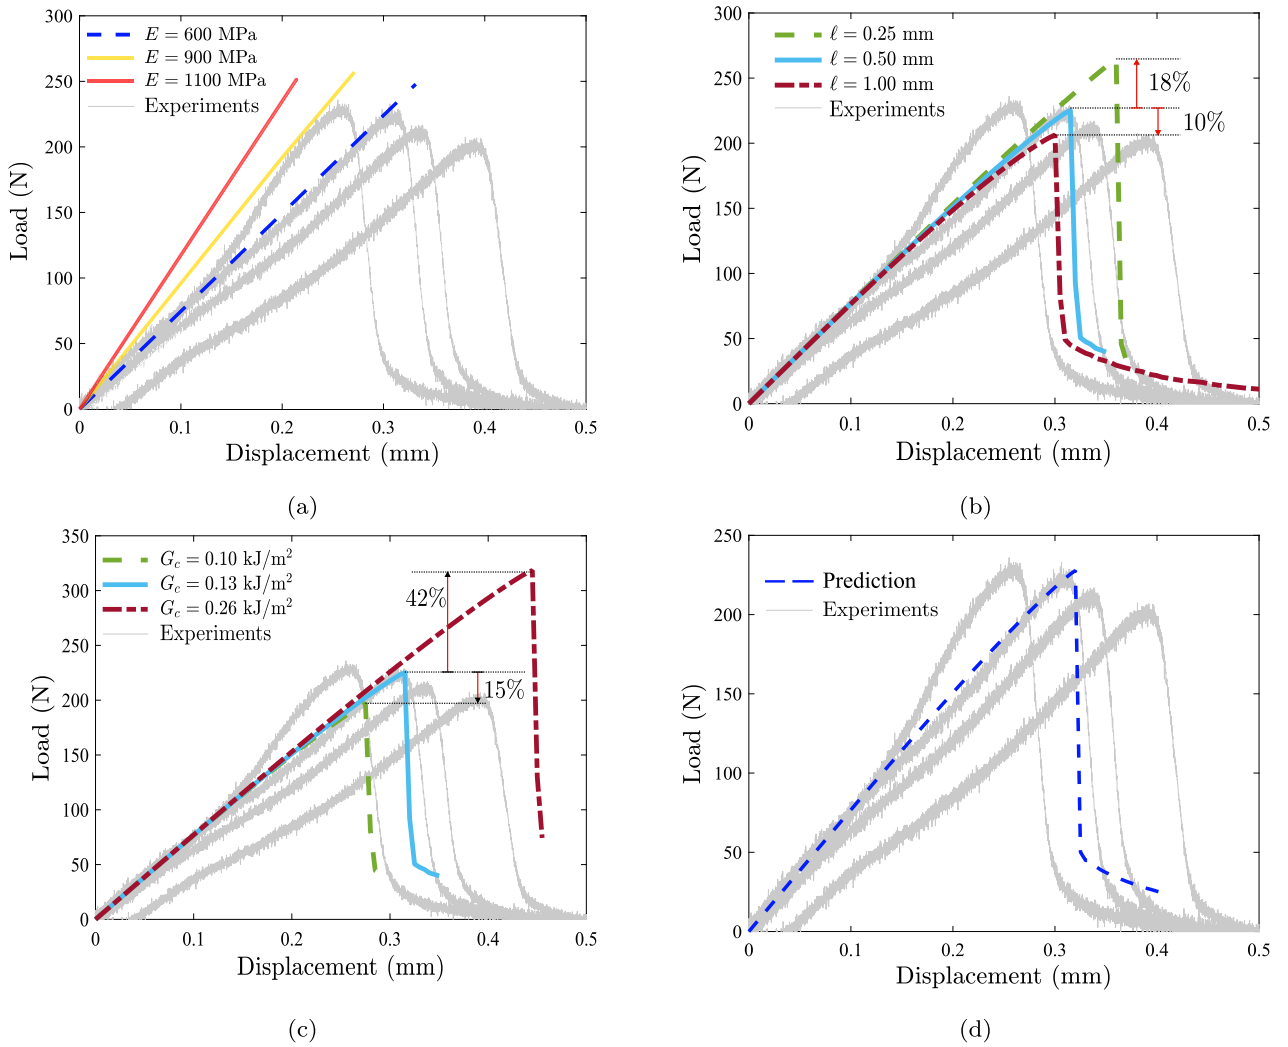 300
250
200
150
100
50
0
0
0.1
0.2
0.3
0.4
0.5
Load (N)
Displacement (mm)
E = 600 MPa
E = 900 MPa
E = 1100 MPa
Experiments
(a)
300
250
200
150
100
50
0
0
0.1
0.2
0.3
0.4
0.5
Load (N)
Displacement (mm)
ℓ = 0.25 mm
ℓ = 0.50 mm
ℓ = 1.00 mm
Experiments
18%
10%
(b)
350
300
250
200
150
100
50
0
0
0.1
0.2
0.3
0.4
0.5
Load (N)
Displacement (mm)
G_c = 0.10 kJ/m²
G_c = 0.13 kJ/m²
G_c = 0.26 kJ/m²
Experiments
42%
15%
(c)
250
200
150
100
50
0
0
0.1
0.2
0.3
0.4
0.5
Load (N)
Displacement (mm)
Prediction
Experiments
(d)